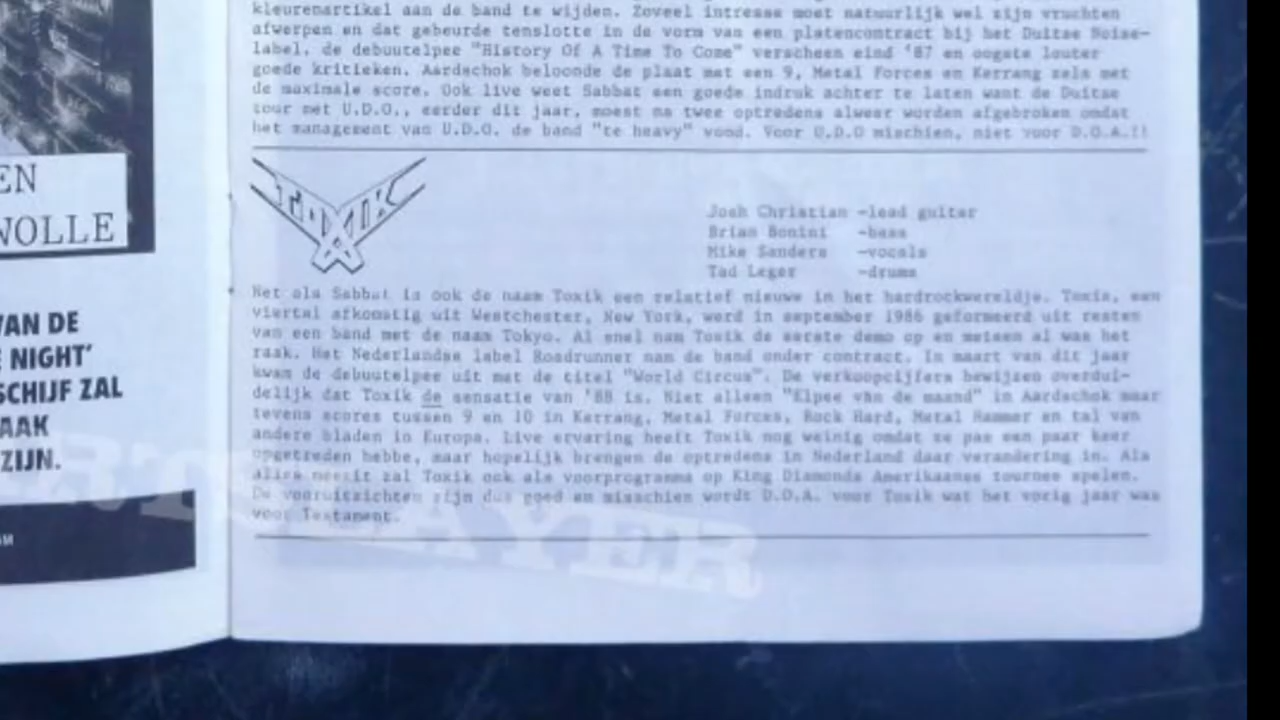 EN
WOLLE
VAN DE
E NIGHT'
SCHIJF ZAL
AAK
ZIJN.
kleurenartikel aan de band te wijden. Zoveel intresse moet natuurlijk wel zijn vruchten
afwerpen en dat gebeurde tenslotte in de vorm van een platencontract bij het Duitse Noise-
label. de debuutelpee "History Of A Time To Come" verscheen eind '87 en oogste louter
goede kritieken. Aardschok beloonde de plaat met een 9, Metal Forces en Kerrang zels met
de maximale score. Ook live weet Sabbat een goede indruk achter te laten want de Duitse
tour met U.D.O., eerder dit jaar, moest na twee optredens alweer worden afgebroken omdat
het management van U.D.O. de band "te heavy" vond. Voor U.D.O mischien, niet voor D.O.A.!!
TOXIK
Josh Christian -lead guitar
Brian Bonini -bass
Mike Sanders -vocals
Tad Leger -drums
Net als Sabbat is ook de naam Toxik een relatief nieuwe in het hardrockwereldje. Toxik, een
viertal afkomstig uit Westchester, New York, werd in september 1986 geformeerd uit resten
van een band met de naam Tokyo. Al snel nam Toxik de eerste demo op en meteen al was het
raak. Het Nederlandse label Roadrunner nam de band onder contract. In maart van dit jaar
kwam de debuutelpee uit met de titel "World Circus". De verkoopcijfers bewijzen overdui-
delijk dat Toxik de sensatie van '88 is. Niet alleen "Elpee van de maand" in Aardschok maar
tevens scores tussen 9 en 10 in Kerrang, Metal Forces, Rock Hard, Metal Hammer en tal van
andere bladen in Europa. Live ervaring heeft Toxik nog weinig omdat ze pas een paar keer
opgetreden hebbe, maar hopelijk brengen de optredens in Nederland daar verandering in. Als
alles meezit zal Toxik ook als voorprogramma op King Diamonds Amerikaanse tournee spelen.
De vooruitzichten zijn dus goed en misschien wordt D.O.A. voor Toxik wat het vorig jaar was
voor Testament.